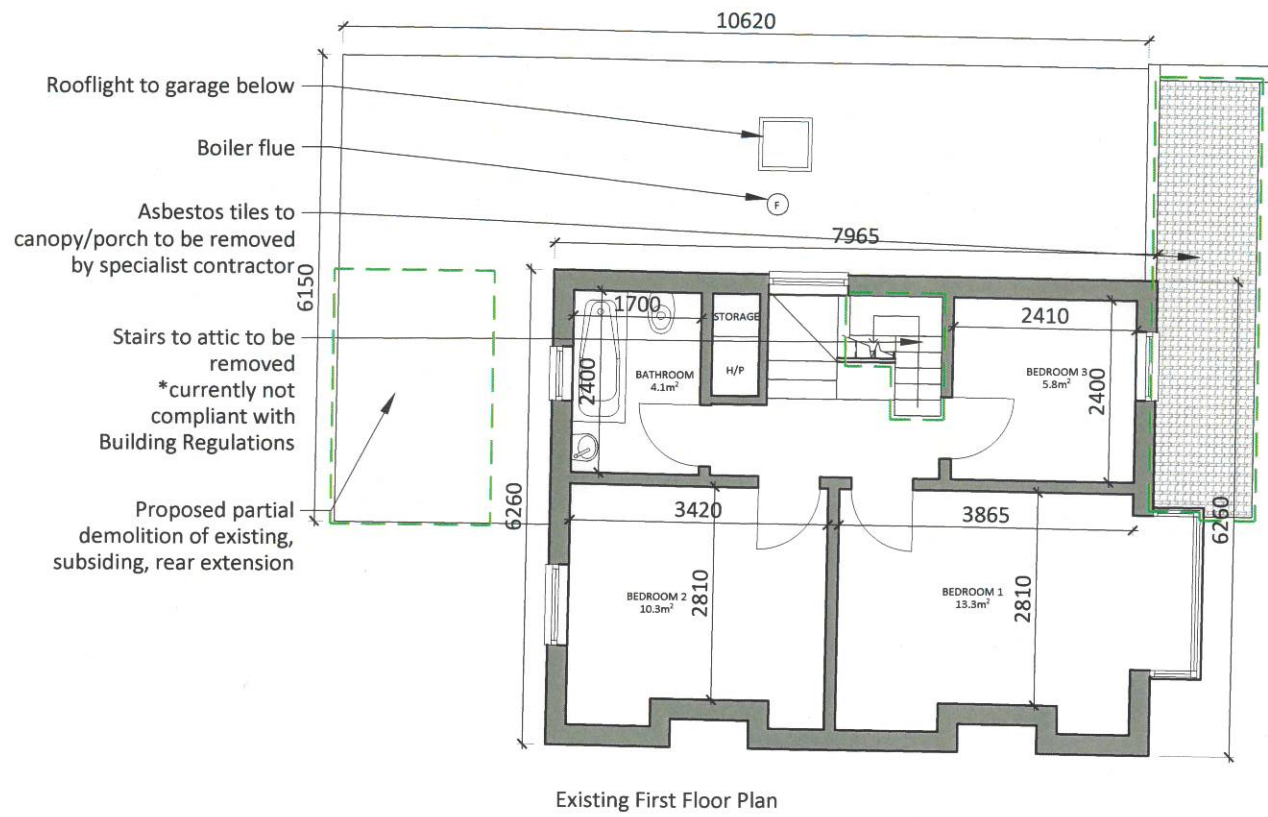 10620
Rooflight to garage below
Boiler flue
F
Asbestos tiles to
canopy/porch to be removed
by specialist contractor
7965
6150
1700
STORAGE
2410
Stairs to attic to be
removed
*currently not
compliant with
Building Regulations
2400
BATHROOM
4.1m²
H/P
BEDROOM 3
5.8m²
2400
Proposed partial
demolition of existing,
subsiding, rear extension
6260
3420
3865
6260
BEDROOM 2
10.3m²
2810
BEDROOM 1
13.3m²
2810
Existing First Floor Plan